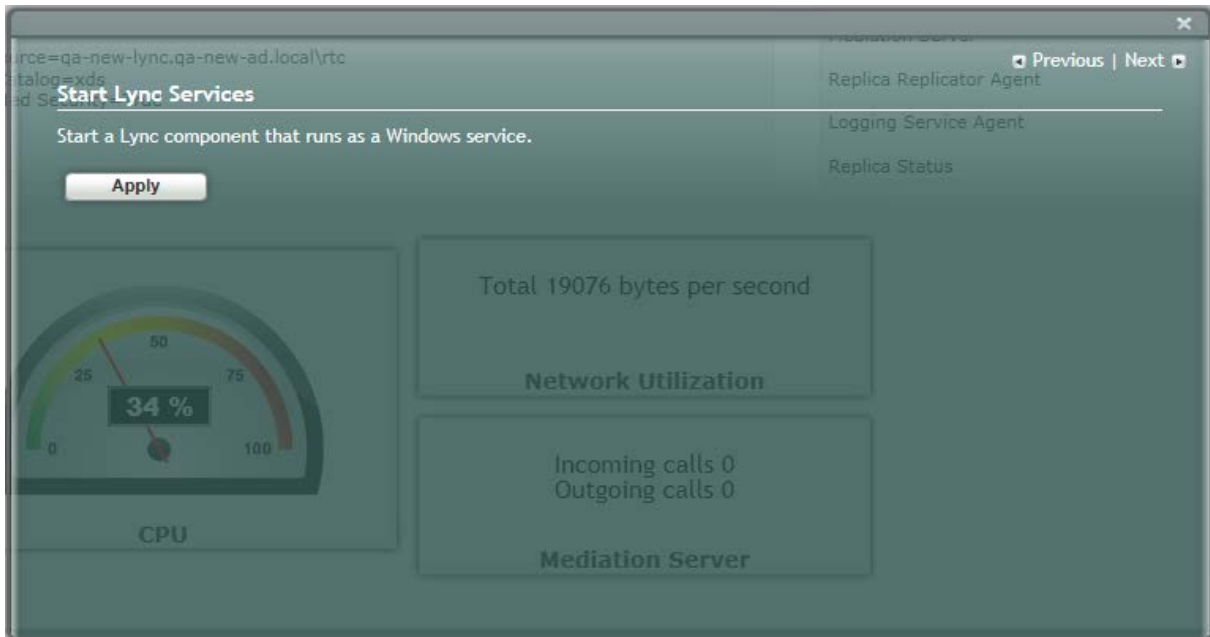 Mediation Server
urce=qa-new-lync.qa-new-ad.local\rtc
Previous | Next
talog=xds
Replica Replicator Agent
Start Lync Services
Start a Lync component that runs as a Windows service.
Logging Service Agent
Apply
Replica Status
Total 19076 bytes per second
Network Utilization
0
25
50
75
100
34 %
CPU
Incoming calls 0
Outgoing calls 0
Mediation Server